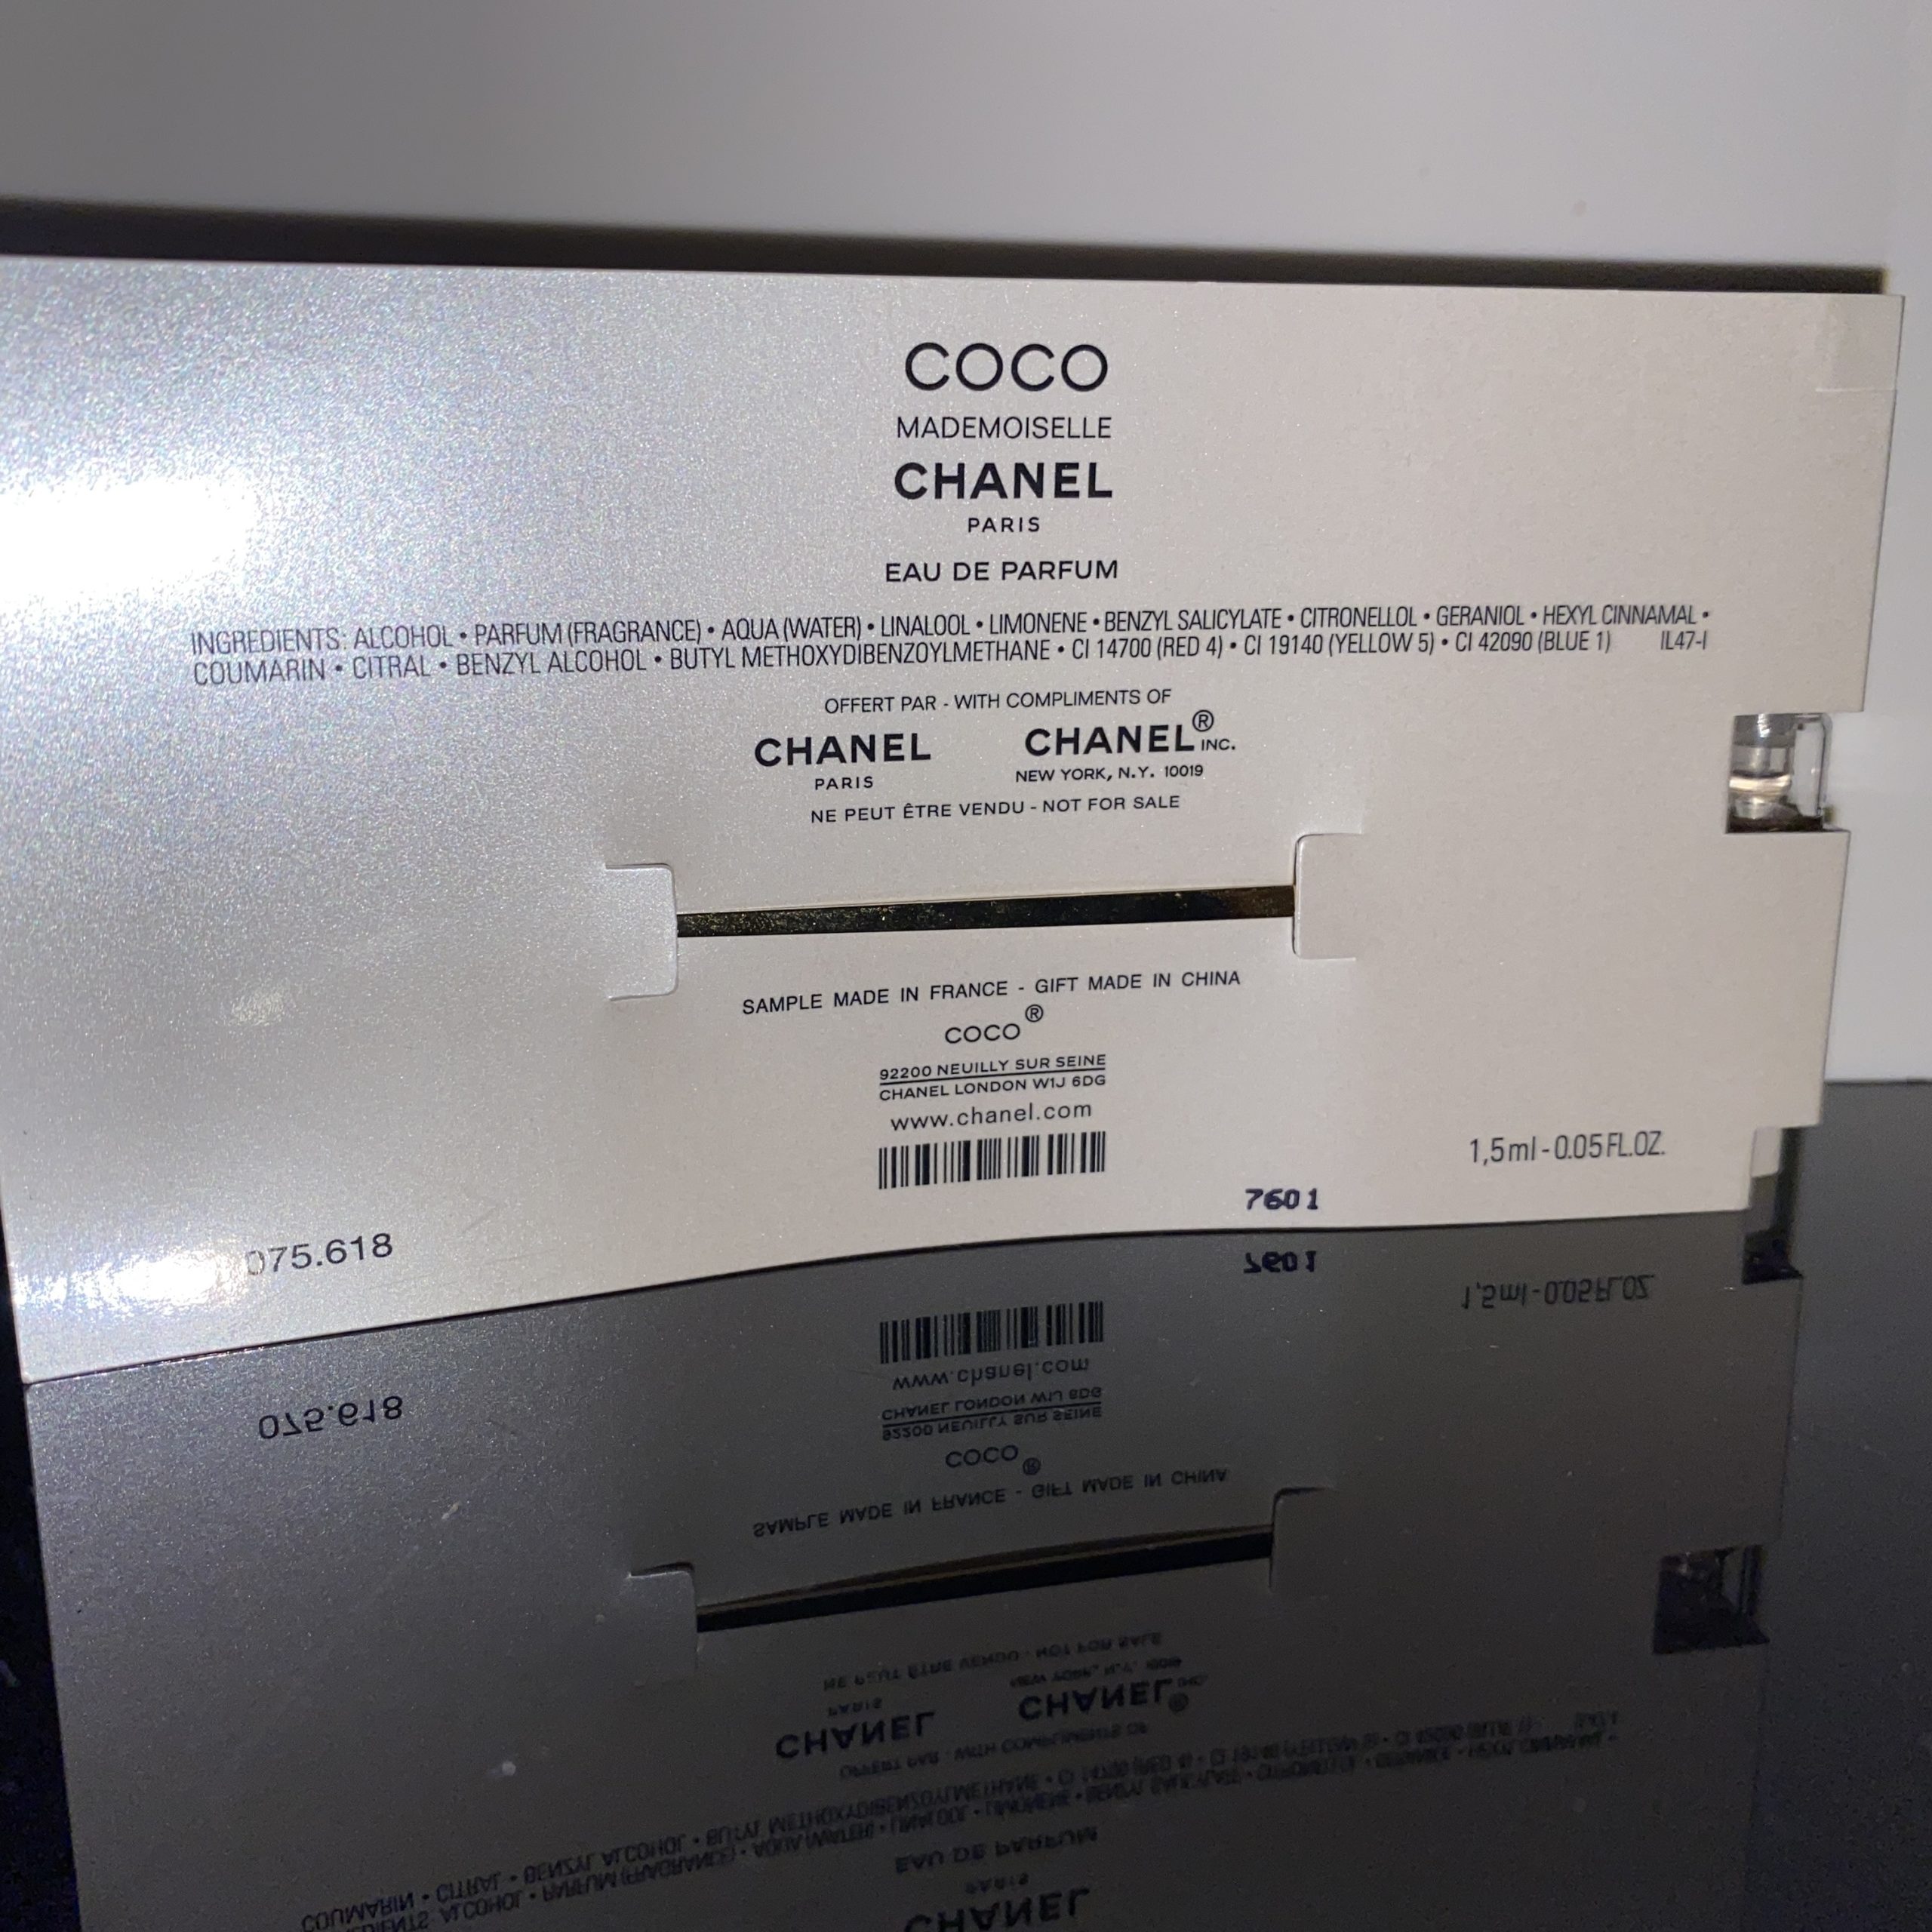 COCO
MADEMOISELLE
CHANEL
PARIS
EAU DE PARFUM
INGREDIENTS: ALCOHOL • PARFUM (FRAGRANCE) • AQUA (WATER) • LINALOOL • LIMONENE • BENZYL SALICYLATE • CITRONELLOL • GERANIOL • HEXYL CINNAMAL •
COUMARIN • CITRAL • BENZYL ALCOHOL • BUTYL METHOXYDIBENZOYLMETHANE • CI 14700 (RED 4) • CI 19140 (YELLOW 5) • CI 42090 (BLUE 1) IL47-I
OFFERT PAR - WITH COMPLIMENTS OF
CHANEL CHANEL® INC.
PARIS NEW YORK, N.Y. 10019
NE PEUT ÊTRE VENDU - NOT FOR SALE
SAMPLE MADE IN FRANCE - GIFT MADE IN CHINA
COCO®
92200 NEUILLY SUR SEINE
CHANEL LONDON W1J 6DG
www.chanel.com
1,5ml - 0.05 FL.OZ.
7601
075.618